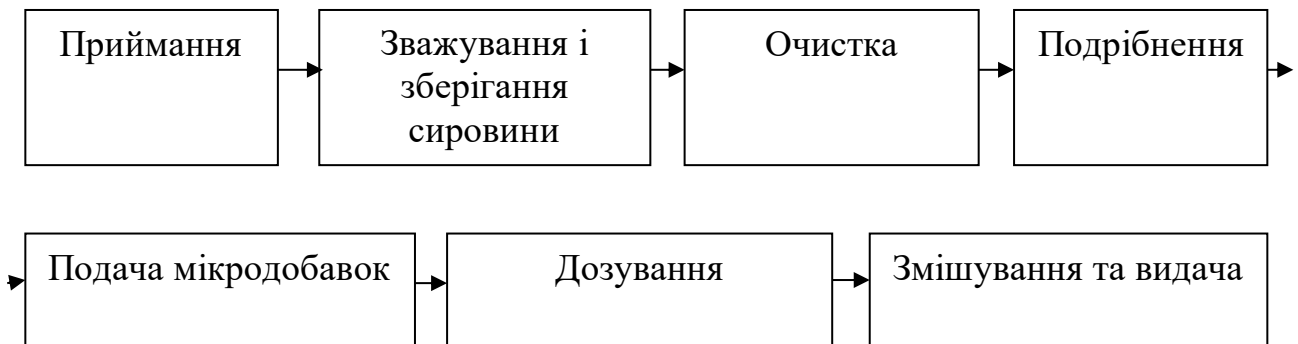 Приймання
Зважування і
зберігання
сировини
Очистка
Подрібнення
Подача мікродобавок
Дозування
Змішування та видача